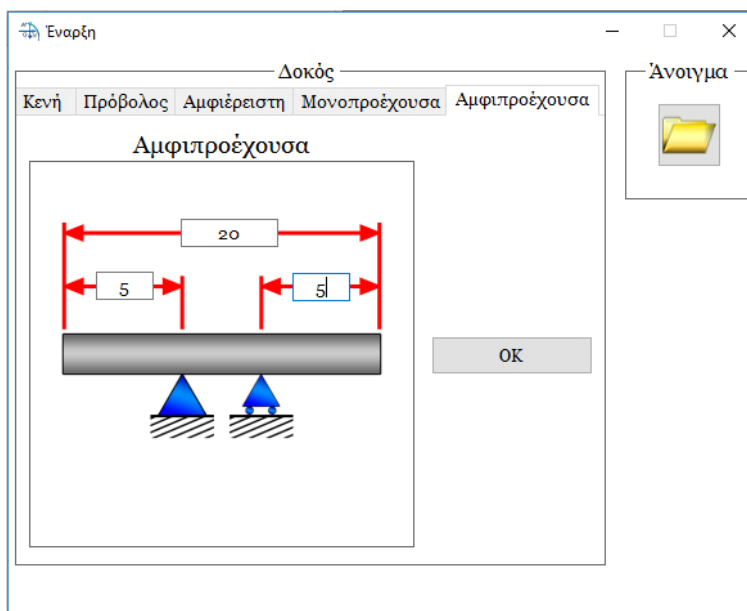 Έναρξη
Δοκός
Άνοιγμα
Κενή Πρόβολος Αμφιέρειστη Μονοπροέχουσα Αμφιπροέχουσα
Αμφιπροέχουσα
20
5 5
OK